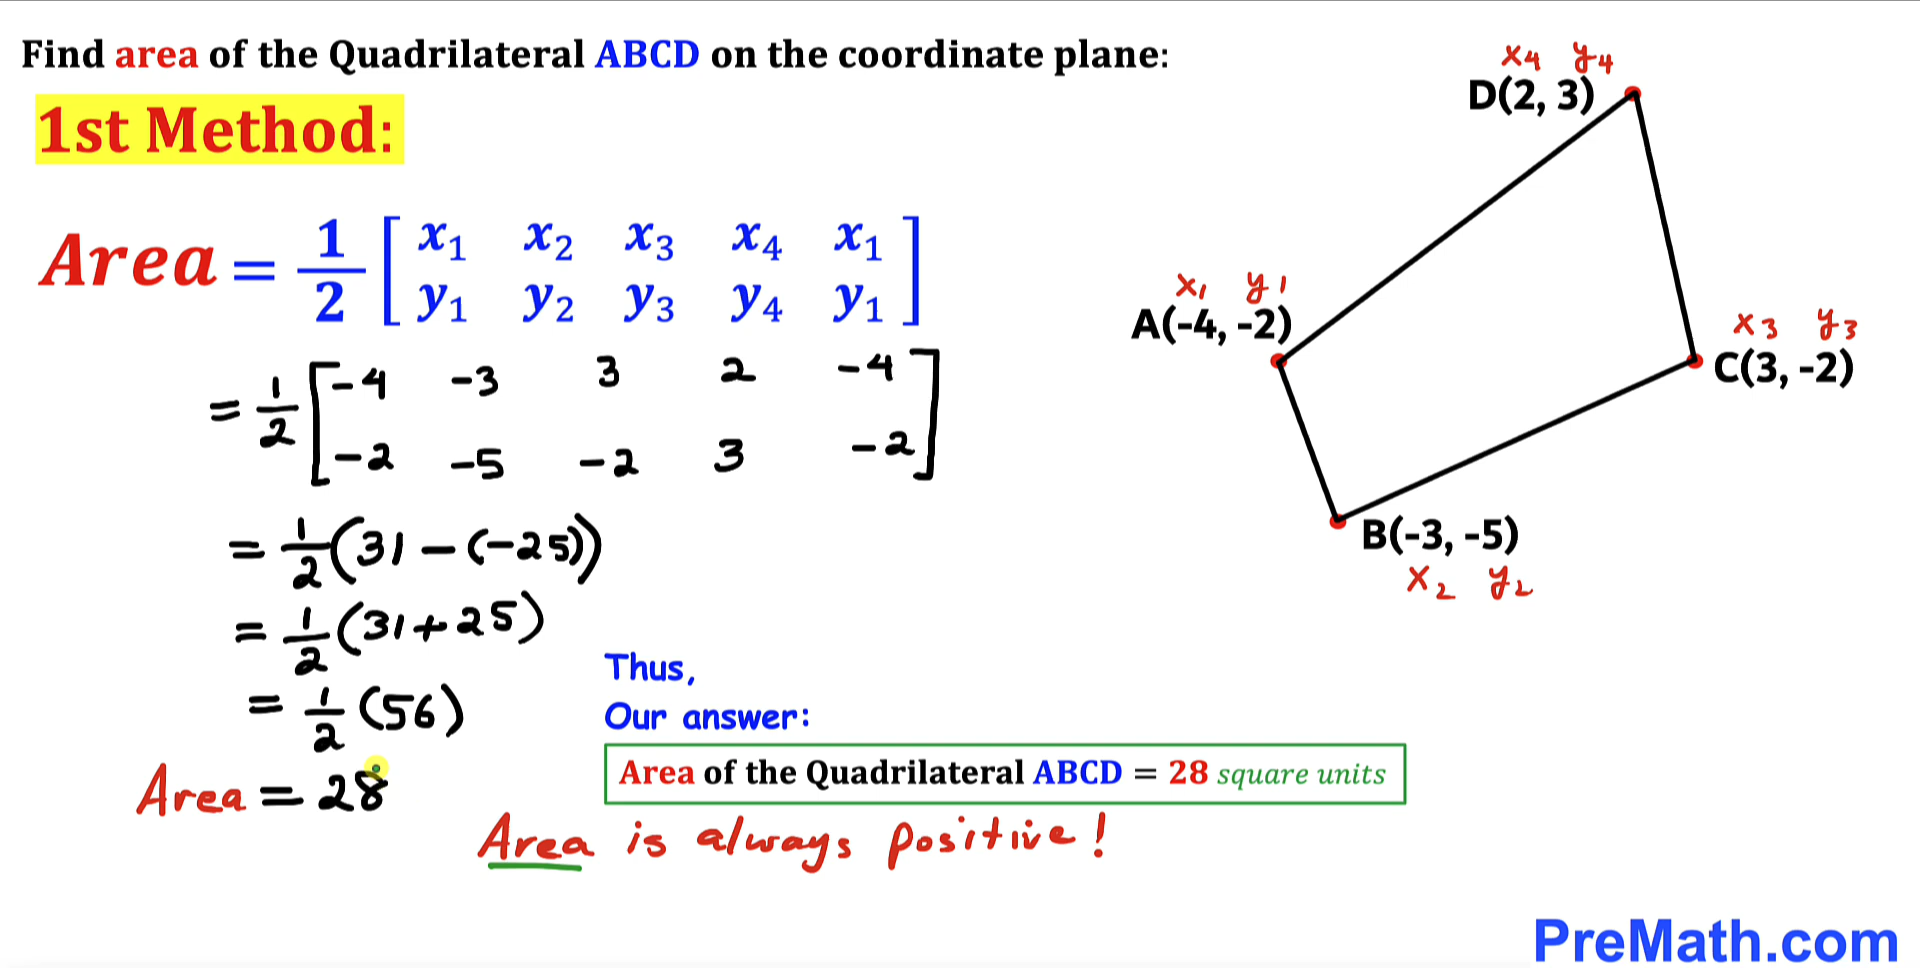 Find area of the Quadrilateral ABCD on the coordinate plane:
1st Method:
Area = 1/2 [ x₁ x₂ x₃ x₄ x₁
y₁ y₂ y₃ y₄ y₁ ]
= 1/2 [ -4 -3 3 2 -4
-2 -5 -2 3 -2 ]
= 1/2 (31 - (-25))
= 1/2 (31 + 25)
= 1/2 (56)
Area = 28
Thus,
Our answer:
Area of the Quadrilateral ABCD = 28 square units
Area is always positive!
x₄ y₄
D(2, 3)
x₁ y₁
A(-4, -2)
x₃ y₃
C(3, -2)
B(-3, -5)
x₂ y₂
PreMath.com